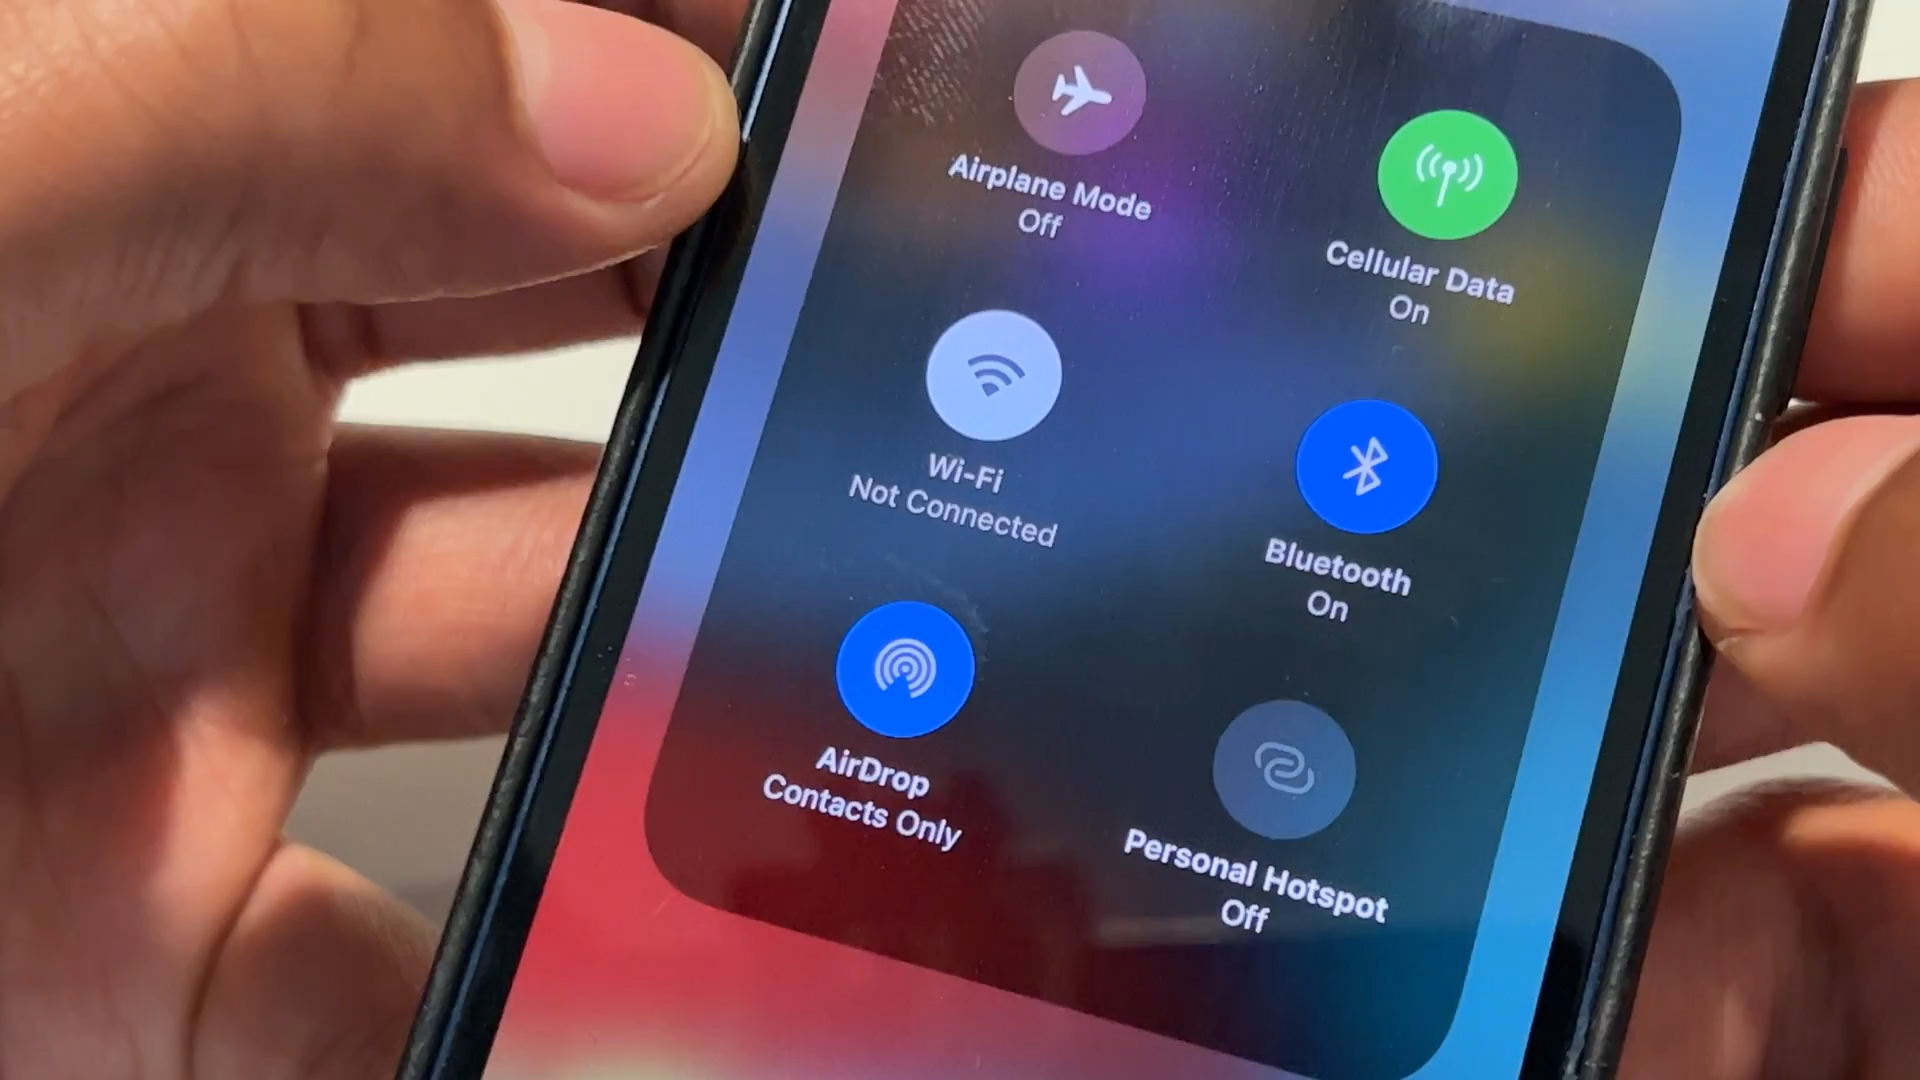 Airplane Mode
Off
Cellular Data
On
Wi-Fi
Not Connected
Bluetooth
On
AirDrop
Contacts Only
Personal Hotspot
Off